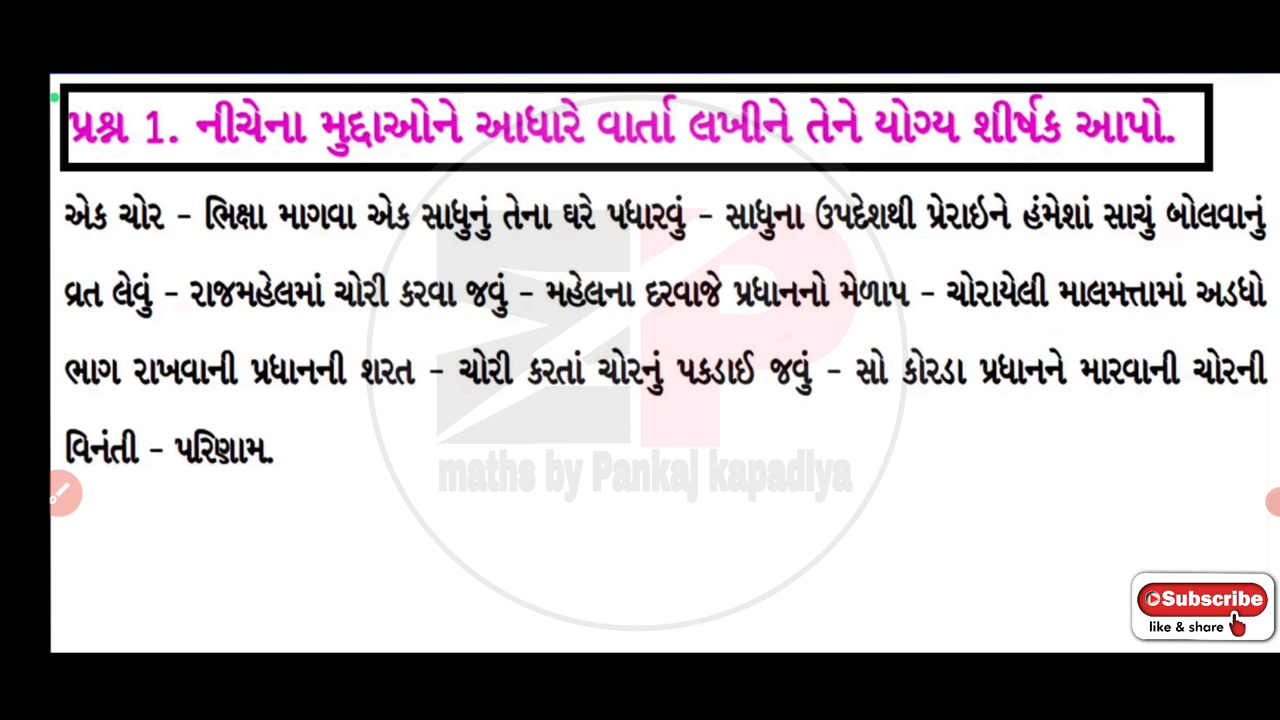 પ્રશ્ન 1. નીચેના મુદ્દાઓને આધારે વાર્તા લખીને તેને યોગ્ય શીર્ષક આપો.
એક ચોર – ભિક્ષા માગવા એક સાધુનું તેના ઘરે પધારવું – સાધુના ઉપદેશથી પ્રેરાઇને હંમેશાં સાચું બોલવાનું
વ્રત લેવું – રાજમહેલમાં ચોરી કરવા જવું – મહેલના દરવાજે પ્રધાનનો મેળાપ – ચોરાયેલી માલમત્તામાં અડધો
ભાગ રાખવાની પ્રધાનની શરત – ચોરી કરતાં ચોરનું પકડાઈ જવું – સો કોરડા પ્રધાનને મારવાની ચોરની
વિનંતી – પરિણામ.
maths by Pankaj kapadiya
Subscribe
like & share